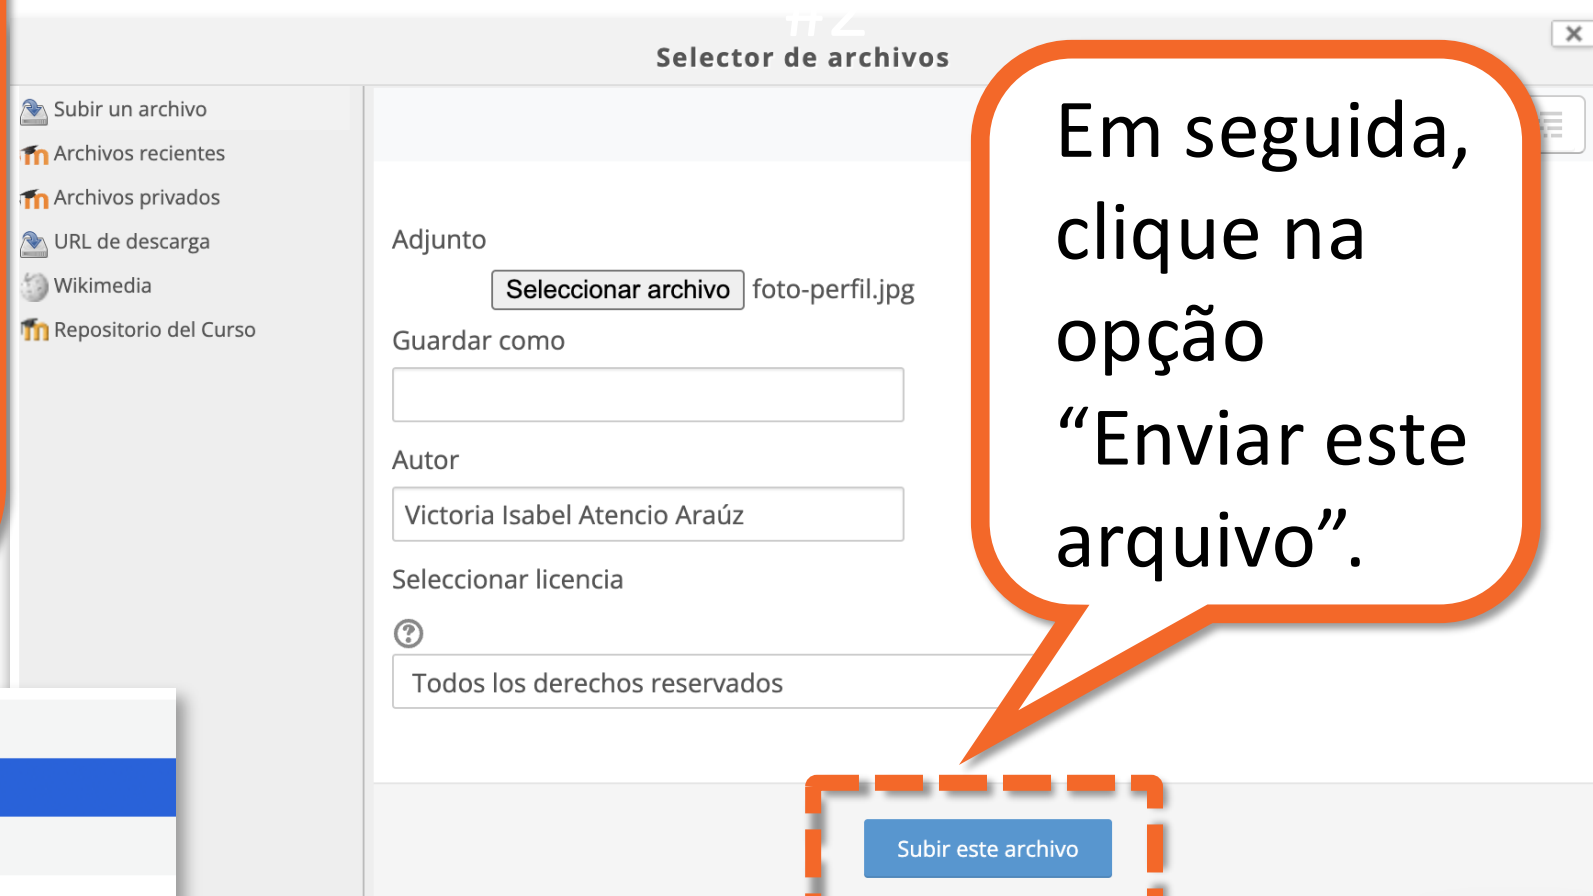 #2
Selector de archivos
Subir un archivo
Archivos recientes
Archivos privados
URL de descarga
Wikimedia
Repositorio del Curso
Adjunto
Seleccionar archivo foto-perfil.jpg
Guardar como
Autor
Victoria Isabel Atencio Araúz
Seleccionar licencia
Todos los derechos reservados
Subir este archivo
Em seguida,
clique na
opção
“Enviar este
arquivo”.